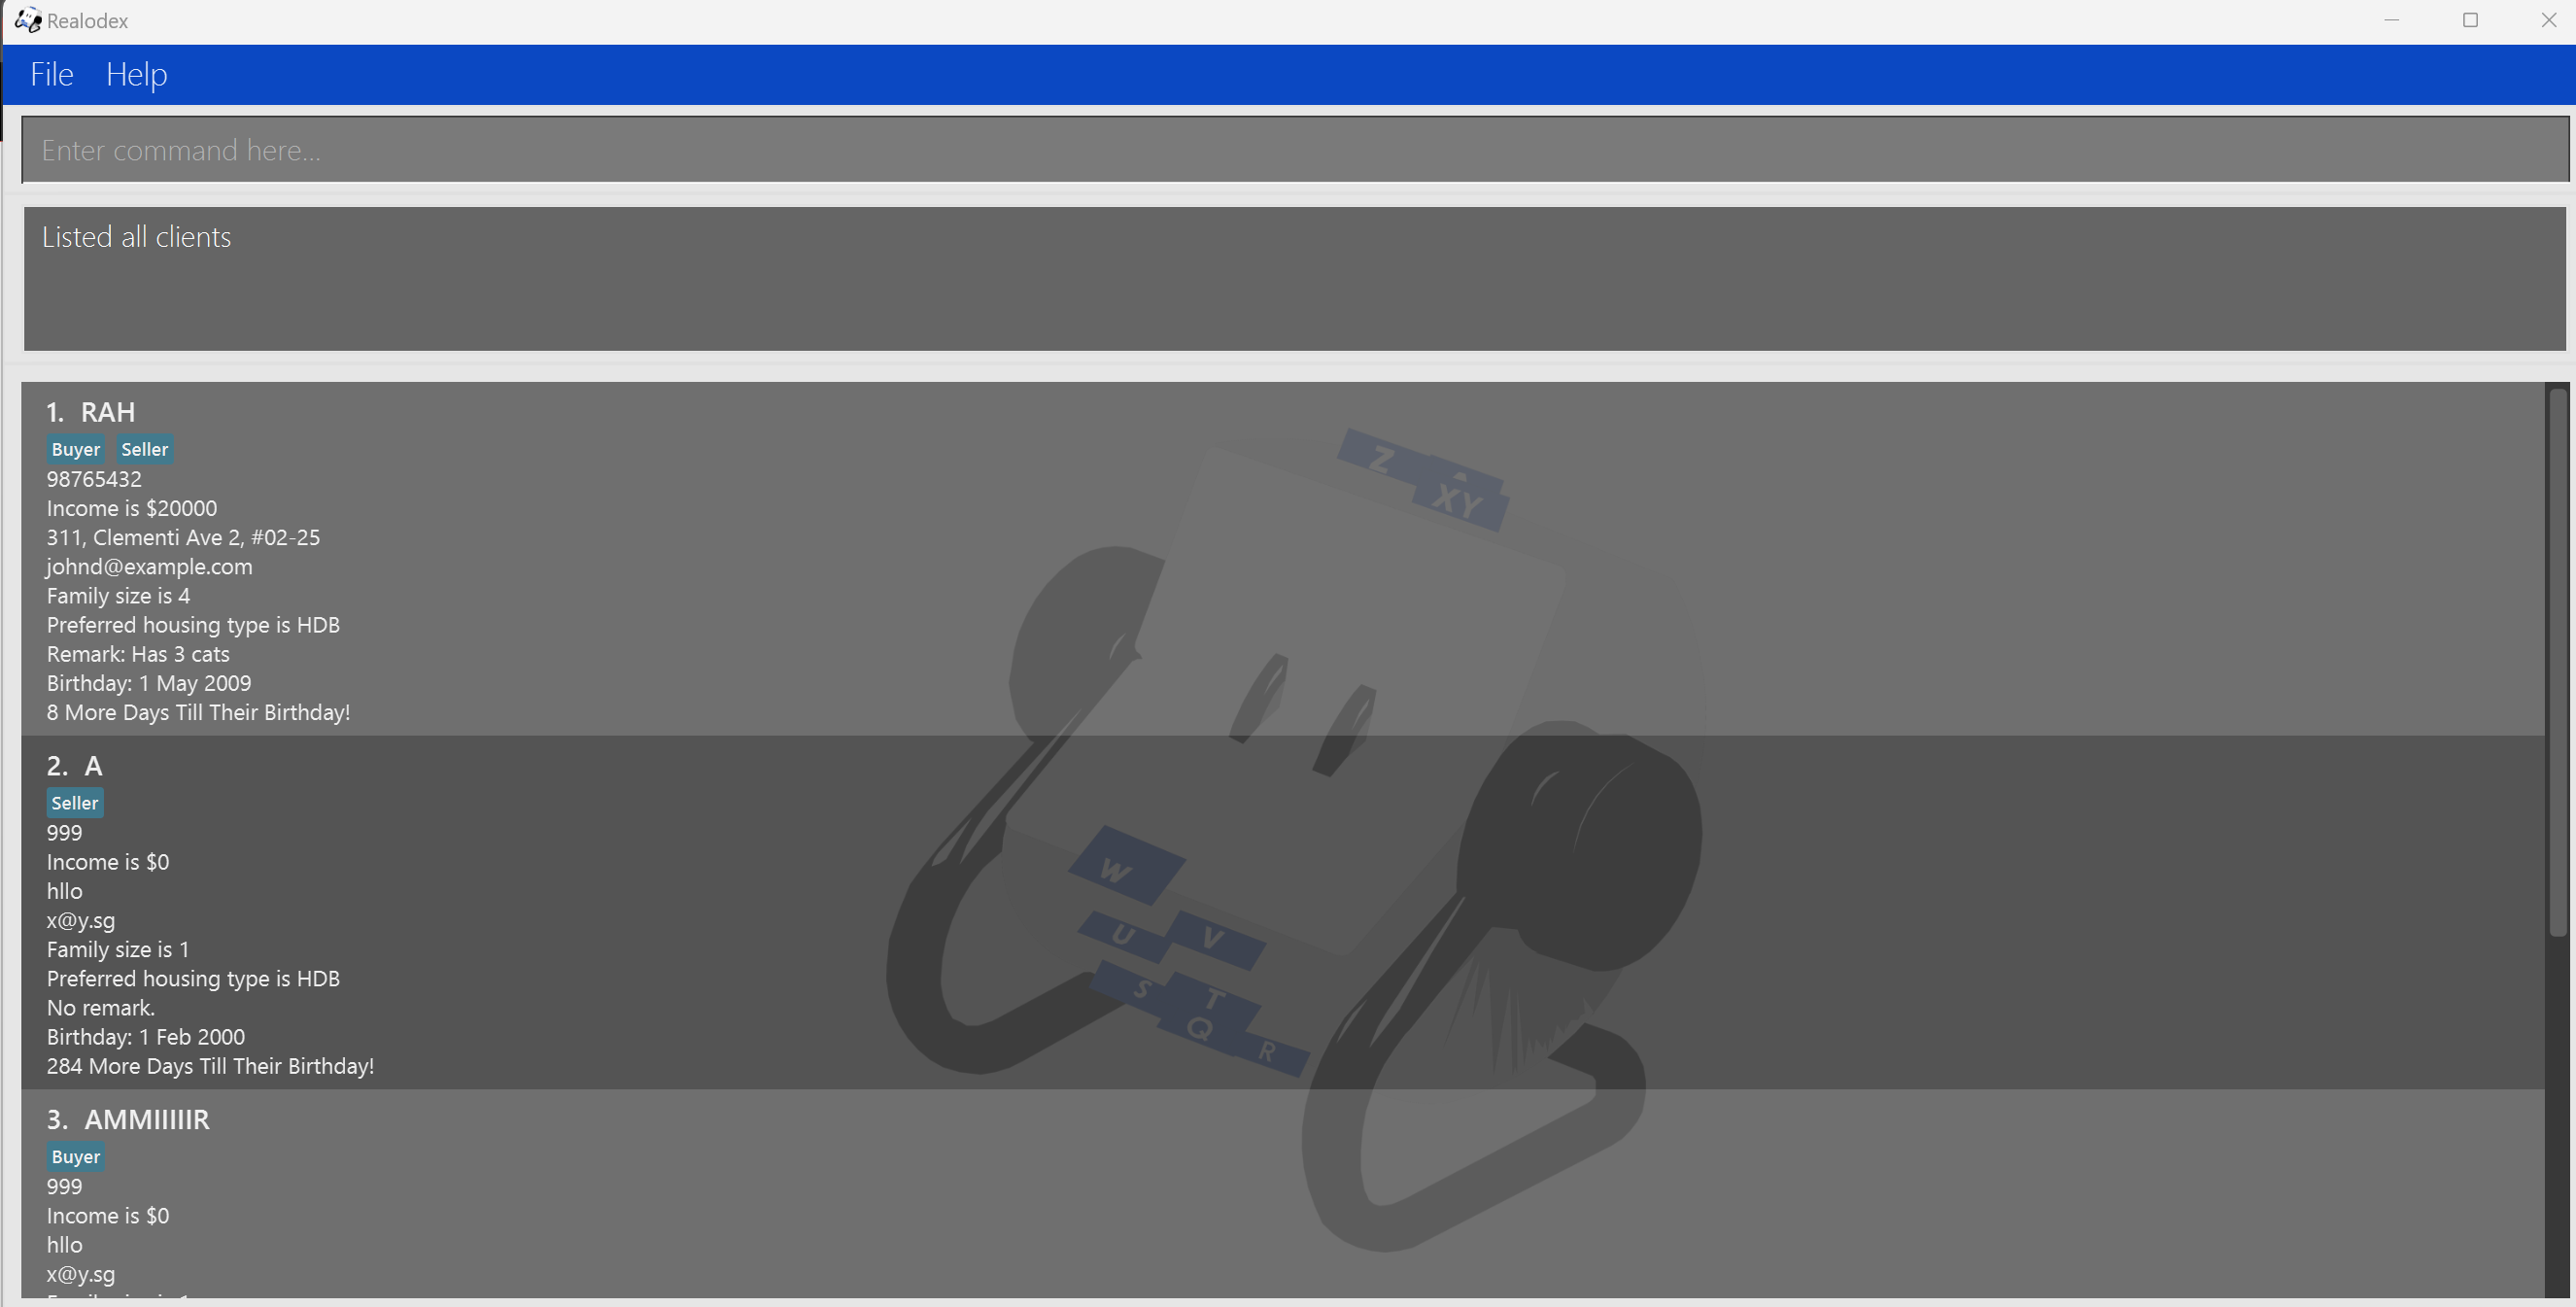 Realodex
File Help
Enter command here...
Listed all clients
1. RAH
Buyer Seller
98765432
Income is $20000
311, Clementi Ave 2, #02-25
johnd@example.com
Family size is 4
Preferred housing type is HDB
Remark: Has 3 cats
Birthday: 1 May 2009
8 More Days Till Their Birthday!
2. A
Seller
999
Income is $0
hllo
x@y.sg
Family size is 1
Preferred housing type is HDB
No remark.
Birthday: 1 Feb 2000
284 More Days Till Their Birthday!
3. AMMIIIIIR
Buyer
999
Income is $0
hllo
x@y.sg
Z
XY
W
U V
S T
Q R